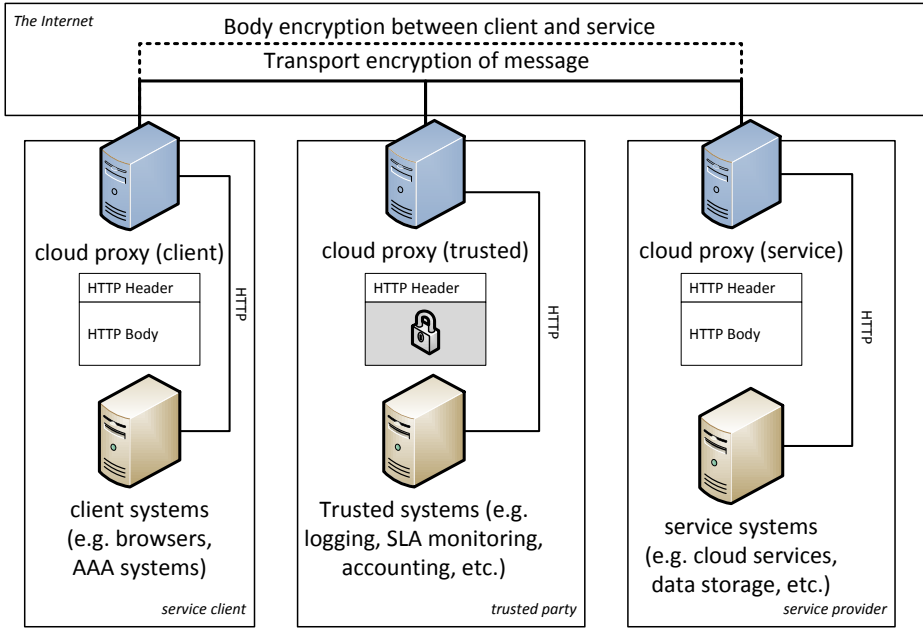 The Internet
Body encryption between client and service
Transport encryption of message
cloud proxy (client)
HTTP Header
HTTP Body
HTTP
client systems
(e.g. browsers,
AAA systems)
service client
cloud proxy (trusted)
HTTP Header
HTTP
Trusted systems (e.g.
logging, SLA monitoring,
accounting, etc.)
trusted party
cloud proxy (service)
HTTP Header
HTTP Body
HTTP
service systems
(e.g. cloud services,
data storage, etc.)
service provider